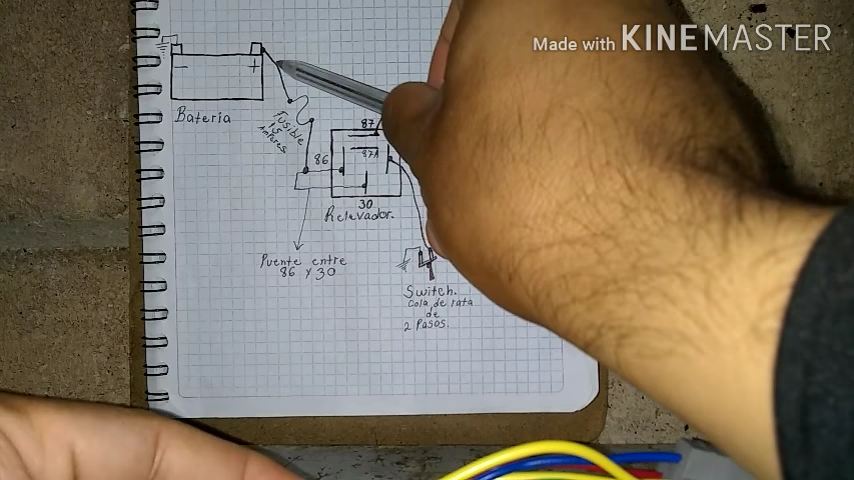 Made with KINEMASTER
- +
Bateria
Fusible
15
Amperes
87
86
87A
30
Relevador.
Puente entre
86 y 30
Switch.
Cola de rata
de
2 Pasos.